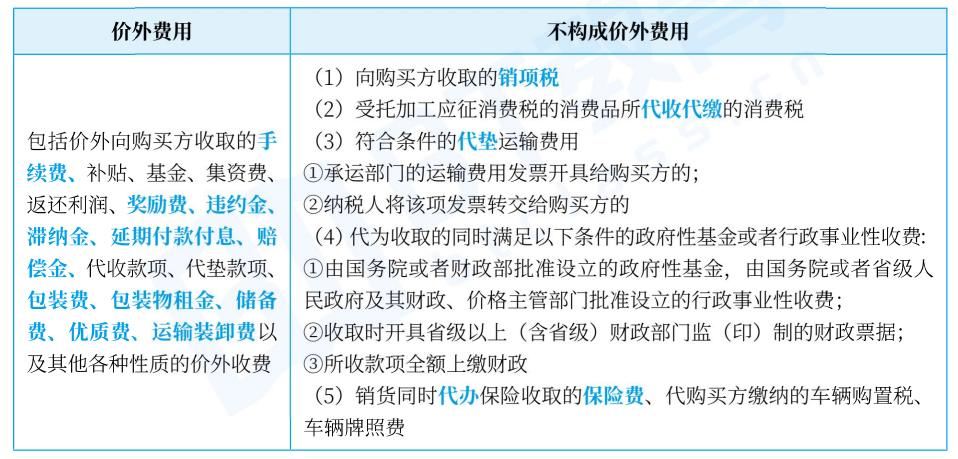 价外费用
不构成价外费用
包括价外向购买方收取的手
续费、补贴、基金、集资费、
返还利润、奖励费、违约金、
滞纳金、延期付款付息、赔
偿金、代收款项、代垫款项、
包装费、包装物租金、储备
费、优质费、运输装卸费以
及其他各种性质的价外收费
（1）向购买方收取的销项税
（2）受托加工应征消费税的消费品所代收代缴的消费税
（3）符合条件的代垫运输费用
①承运部门的运输费用发票开具给购买方的；
②纳税人将该项发票转交给购买方的
（4）代为收取的同时满足以下条件的政府性基金或者行政事业性收费：
①由国务院或者财政部批准设立的政府性基金，由国务院或者省级人
民政府及其财政、价格主管部门批准设立的行政事业性收费；
②收取时开具省级以上（含省级）财政部门监（印）制的财政票据；
③所收款项全额上缴财政
（5）销货同时代办保险收取的保险费、代购买方缴纳的车辆购置税、
车辆牌照费